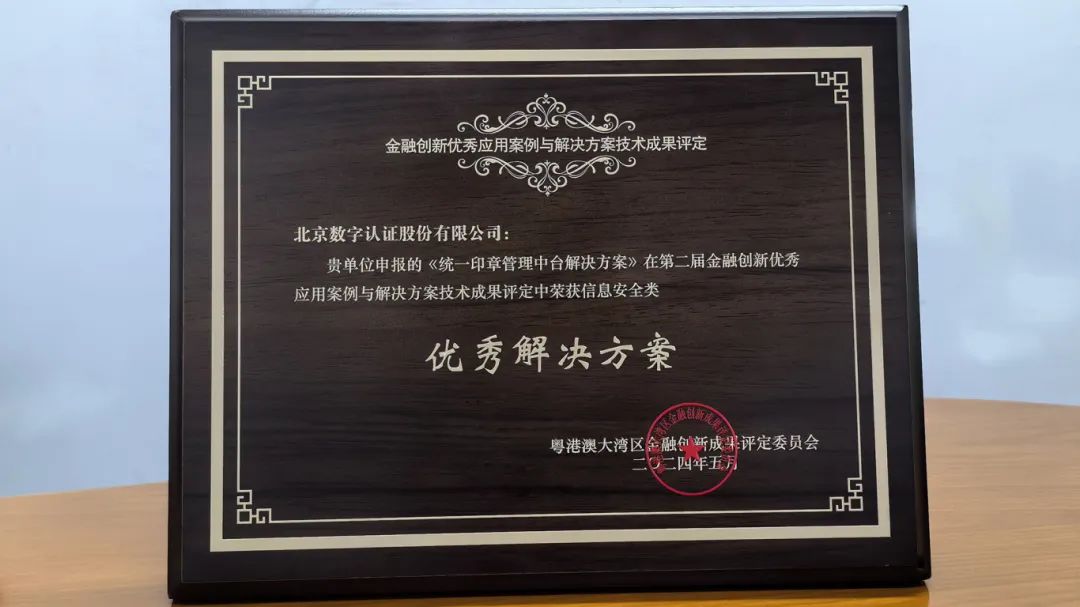 金融创新优秀应用案例与解决方案技术成果评定
北京数字认证股份有限公司：
贵单位申报的《统一印章管理中台解决方案》在第二届金融创新优秀
应用案例与解决方案技术成果评定中荣获信息安全类
优秀解决方案
粤港澳大湾区金融创新成果评定委员会
二〇二四年五月